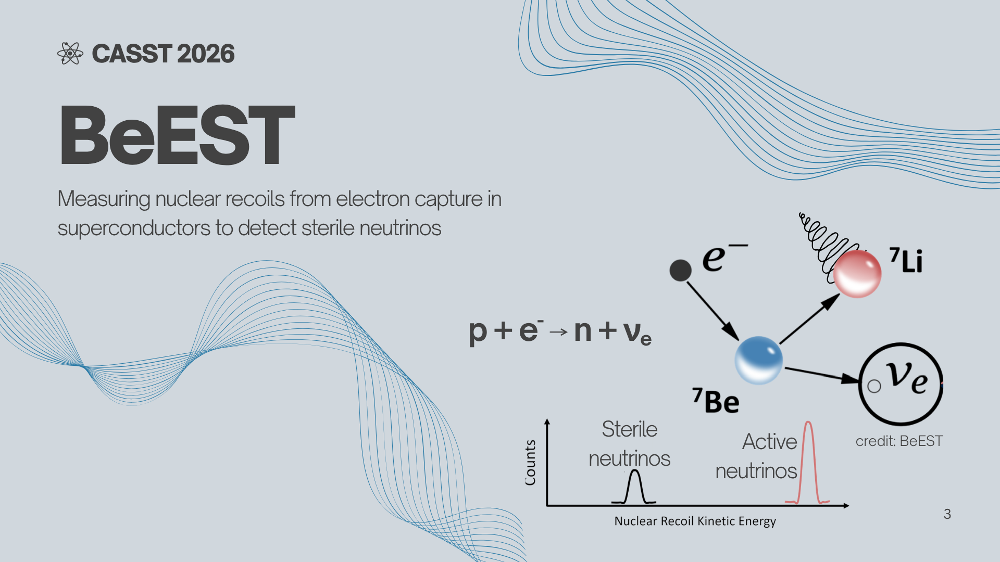 CASST 2026
BeEST
Measuring nuclear recoils from electron capture in
superconductors to detect sterile neutrinos
e⁻
⁷Li
p + e⁻ → n + νₑ
νₑ
⁷Be
credit: BeEST
Counts
Sterile
neutrinos
Active
neutrinos
Nuclear Recoil Kinetic Energy
3